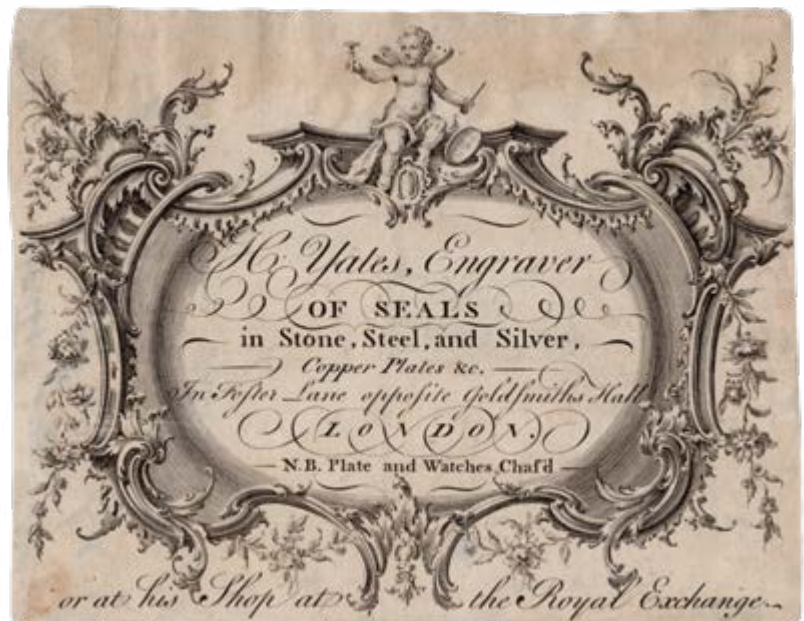 H. Yates, Engraver
OF SEALS
in Stone, Steel, and Silver,
Copper Plates &c.
In Foster Lane opposite Goldsmiths Hall
LONDON.
N.B. Plate and Watches Chas'd
or at his Shop at the Royal Exchange